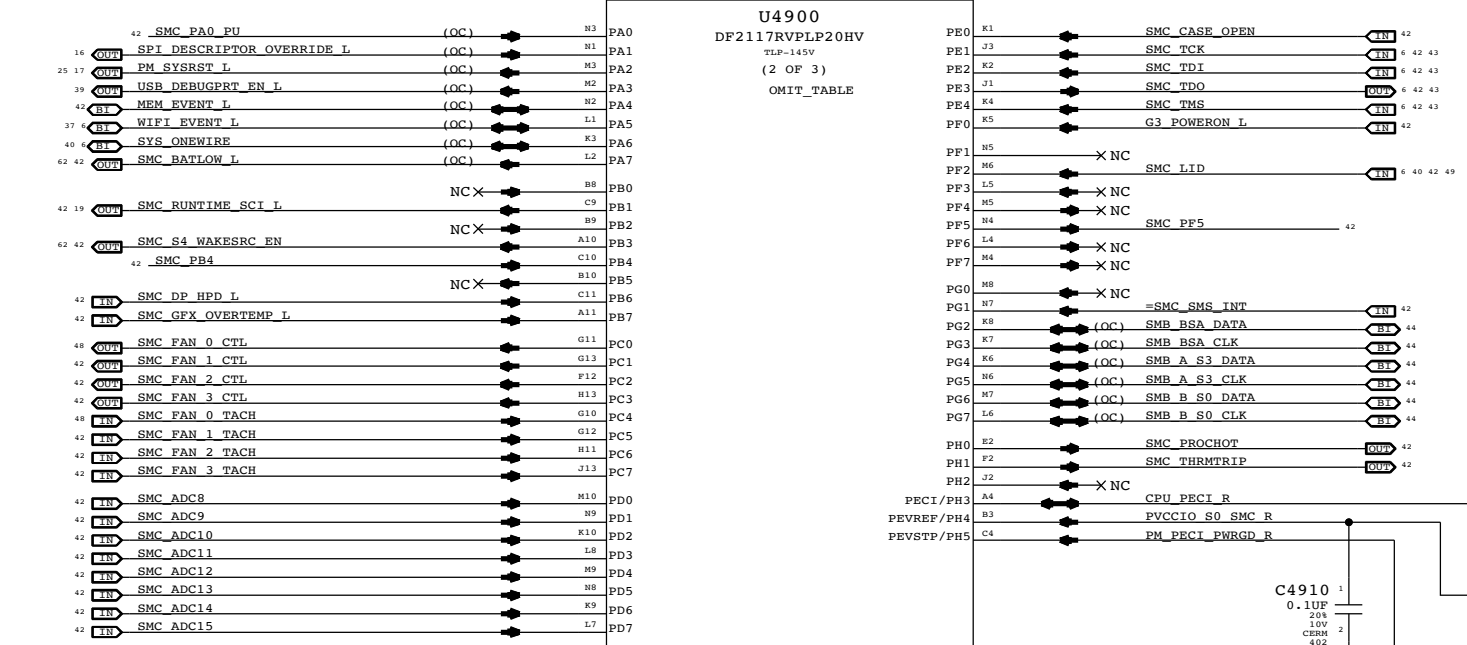 U4900
DF2117RVPLP20HV
TLP-145V
(2 OF 3)
OMIT_TABLE
42 SMC_PA0_PU (OC) N3 PA0
16 OUT SPI_DESCRIPTOR_OVERRIDE_L (OC) N1 PA1
25 17 OUT PM_SYSRST_L (OC) M3 PA2
39 OUT USB_DEBUGPRT_EN_L (OC) M2 PA3
42 BI MEM_EVENT_L (OC) N2 PA4
37 6 BI WIFI_EVENT_L (OC) L1 PA5
40 6 BI SYS_ONEWIRE (OC) K3 PA6
62 42 OUT SMC_BATLOW_L (OC) L2 PA7
NC B8 PB0
42 19 OUT SMC_RUNTIME_SCI_L C9 PB1
NC B9 PB2
62 42 OUT SMC_S4_WAKESRC_EN A10 PB3
42 SMC_PB4 C10 PB4
NC B10 PB5
42 IN SMC_DP_HPD_L C11 PB6
42 IN SMC_GFX_OVERTEMP_L A11 PB7
48 OUT SMC_FAN_0_CTL G11 PC0
42 OUT SMC_FAN_1_CTL G13 PC1
42 OUT SMC_FAN_2_CTL F12 PC2
42 OUT SMC_FAN_3_CTL H13 PC3
48 IN SMC_FAN_0_TACH G10 PC4
42 IN SMC_FAN_1_TACH G12 PC5
42 IN SMC_FAN_2_TACH H11 PC6
42 IN SMC_FAN_3_TACH J13 PC7
42 IN SMC_ADC8 M10 PD0
42 IN SMC_ADC9 N9 PD1
42 IN SMC_ADC10 K10 PD2
42 IN SMC_ADC11 L8 PD3
42 IN SMC_ADC12 M9 PD4
42 IN SMC_ADC13 N8 PD5
42 IN SMC_ADC14 K9 PD6
42 IN SMC_ADC15 L7 PD7
PE0 K1 SMC_CASE_OPEN IN 42
PE1 J3 SMC_TCK IN 6 42 43
PE2 K2 SMC_TDI IN 6 42 43
PE3 J1 SMC_TDO OUT 6 42 43
PE4 K4 SMC_TMS IN 6 42 43
PF0 K5 G3_POWERON_L IN 42
PF1 N5 NC
PF2 M6 SMC_LID IN 6 40 42 49
PF3 L5 NC
PF4 M5 NC
PF5 N4 SMC_PF5 42
PF6 L4 NC
PF7 M4 NC
PG0 M8 NC
PG1 N7 =SMC_SMS_INT IN 42
PG2 K8 (OC) SMB_BSA_DATA BI 44
PG3 K7 (OC) SMB_BSA_CLK BI 44
PG4 K6 (OC) SMB_A_S3_DATA BI 44
PG5 N6 (OC) SMB_A_S3_CLK BI 44
PG6 M7 (OC) SMB_B_S0_DATA BI 44
PG7 L6 (OC) SMB_B_S0_CLK BI 44
PH0 E2 SMC_PROCHOT OUT 42
PH1 F2 SMC_THRMTRIP OUT 42
PH2 J2 NC
PECI/PH3 A4 CPU_PECI_R
PEVREF/PH4 B3 PVCCIO_S0_SMC_R
PEVSTP/PH5 C4 PM_PECI_PWRGD_R
C4910 1
0.1UF
20%
10V
CERM 2
402